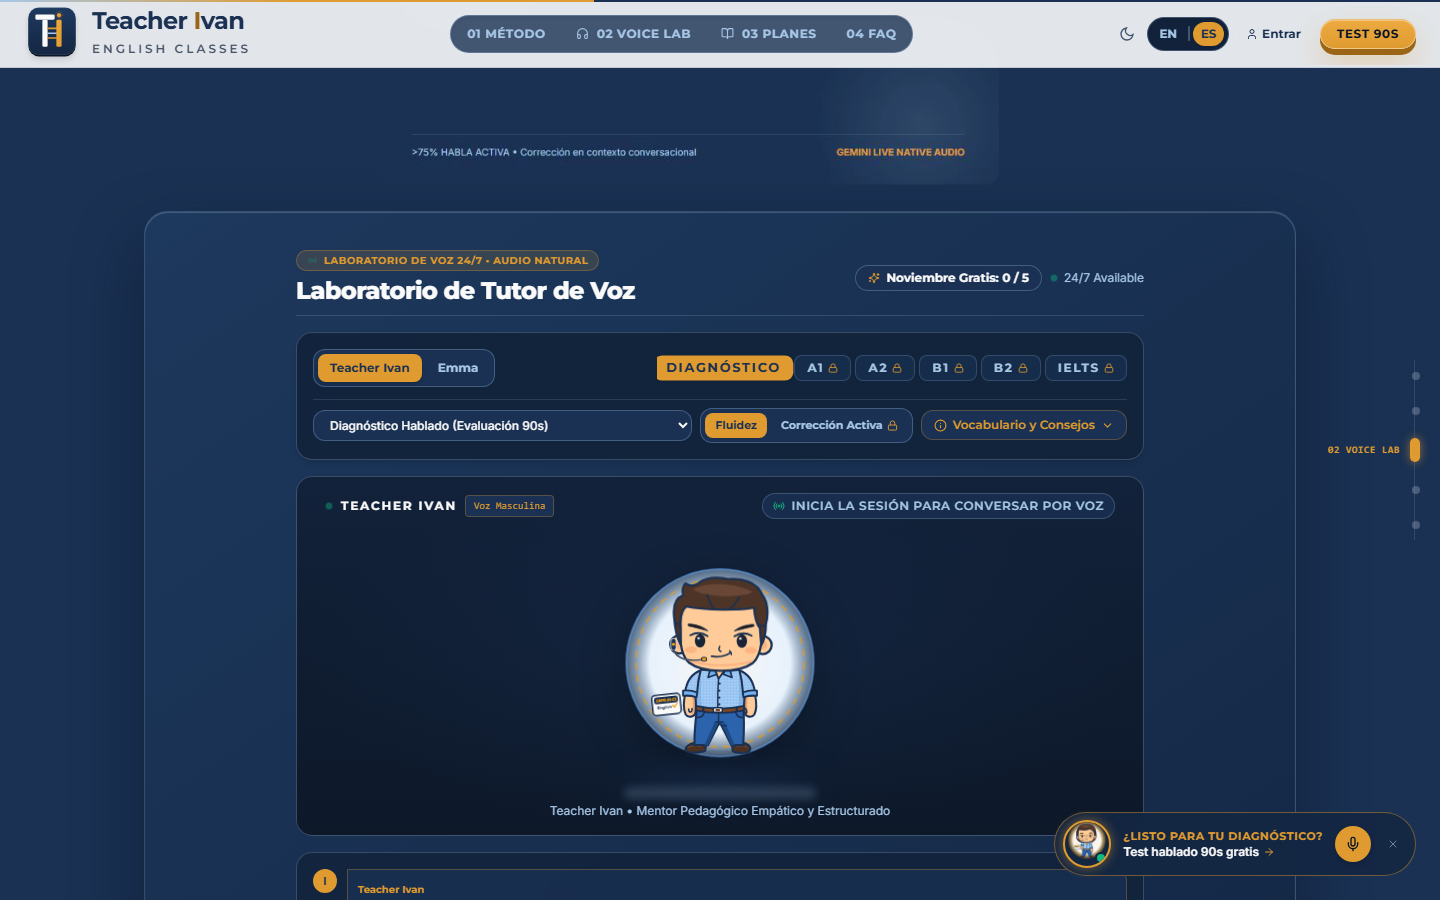 Ti
Teacher Ivan
ENGLISH CLASSES
01 MÉTODO
02 VOICE LAB
03 PLANES
04 FAQ
EN
ES
Entrar
TEST 90S
>75% HABLA ACTIVA • Corrección en contexto conversacional
GEMINI LIVE NATIVE AUDIO
LABORATORIO DE VOZ 24/7 • AUDIO NATURAL
Laboratorio de Tutor de Voz
Noviembre Gratis: 0 / 5
24/7 Available
Teacher Ivan
Emma
DIAGNÓSTICO
A1
A2
B1
B2
IELTS
Diagnóstico Hablado (Evaluación 90s)
Fluidez
Corrección Activa
Vocabulario y Consejos
02 VOICE LAB
TEACHER IVAN
Voz Masculina
INICIA LA SESIÓN PARA CONVERSAR POR VOZ
Teacher Ivan • Mentor Pedagógico Empático y Estructurado
¿LISTO PARA TU DIAGNÓSTICO?
Test hablado 90s gratis →
I
Teacher Ivan